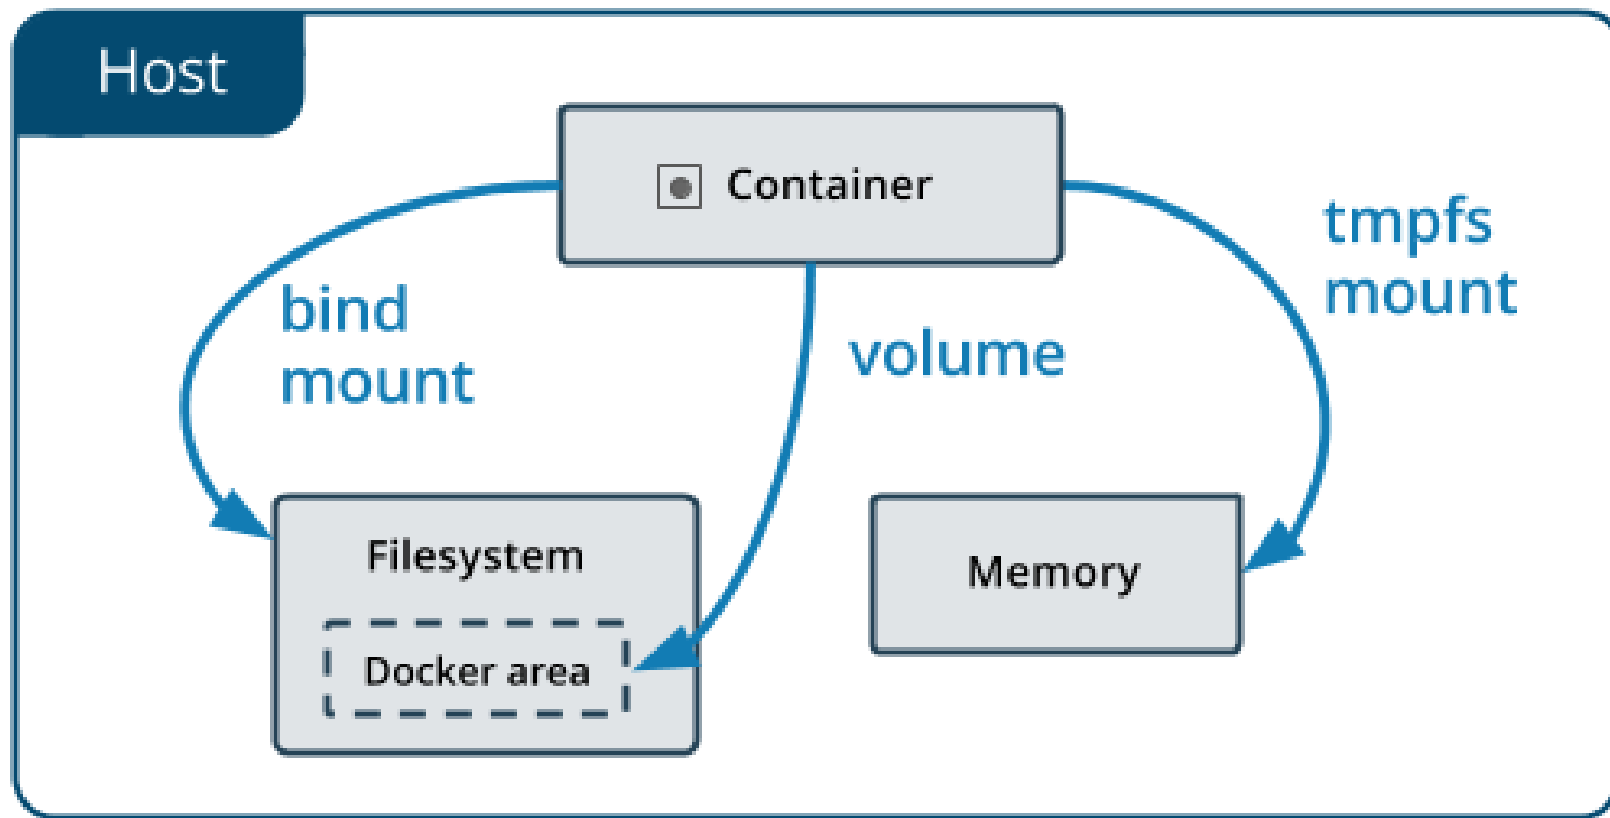 Host
Container
bind
mount
volume
tmpfs
mount
Filesystem
Docker area
Memory